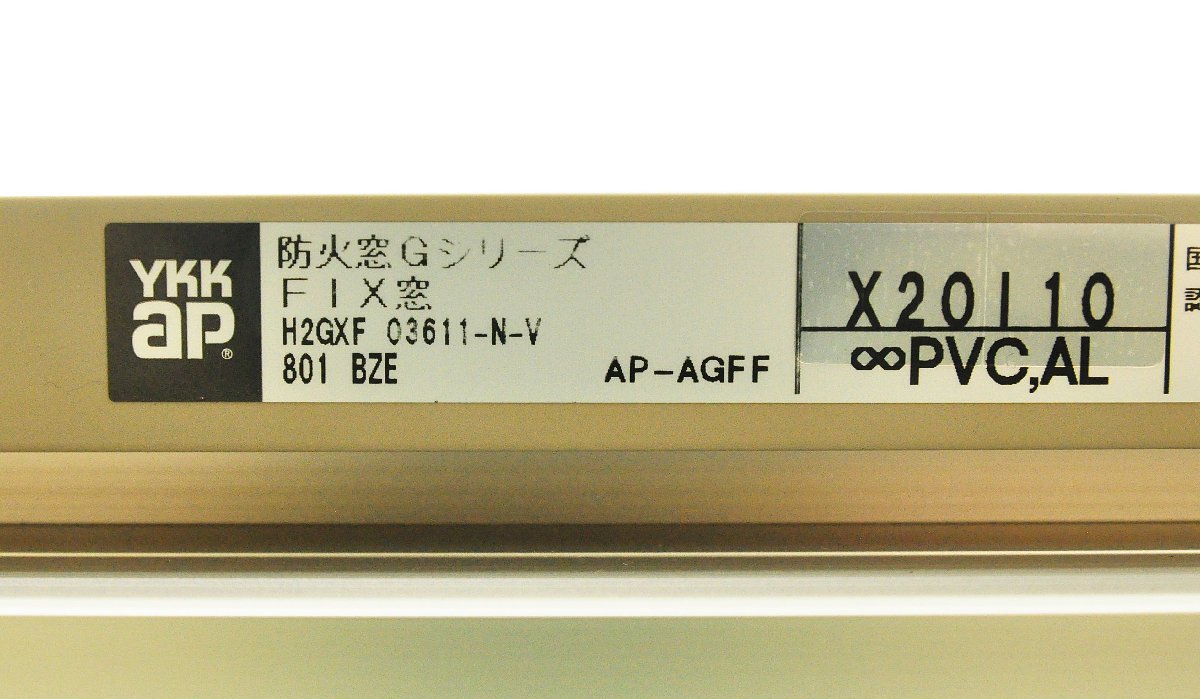 YKK
ap®
防火窓Gシリーズ
FIX窓
H2GXF 03611-N-V
801 BZE
AP-AGFF
X20110
∞PVC,AL